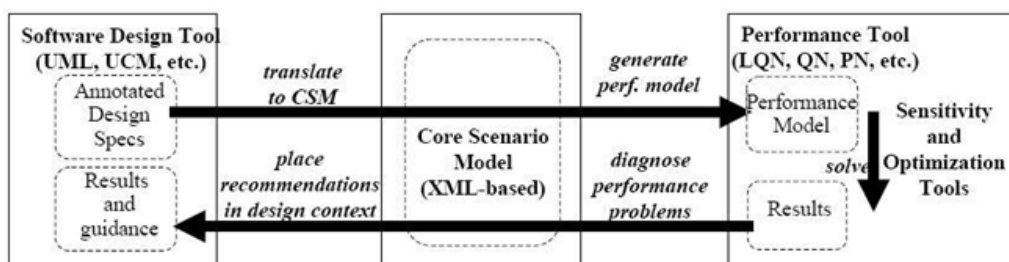 Software Design Tool
(UML, UCM, etc.)
Annotated
Design
Specs
Results
and
guidance
translate
to CSM
place
recommendations
in design context
Core Scenario
Model
(XML-based)
generate
perf. model
diagnose
performance
problems
Performance Tool
(LQN, QN, PN, etc.)
Performance
Model
solve
Results
Sensitivity
and
Optimization
Tools